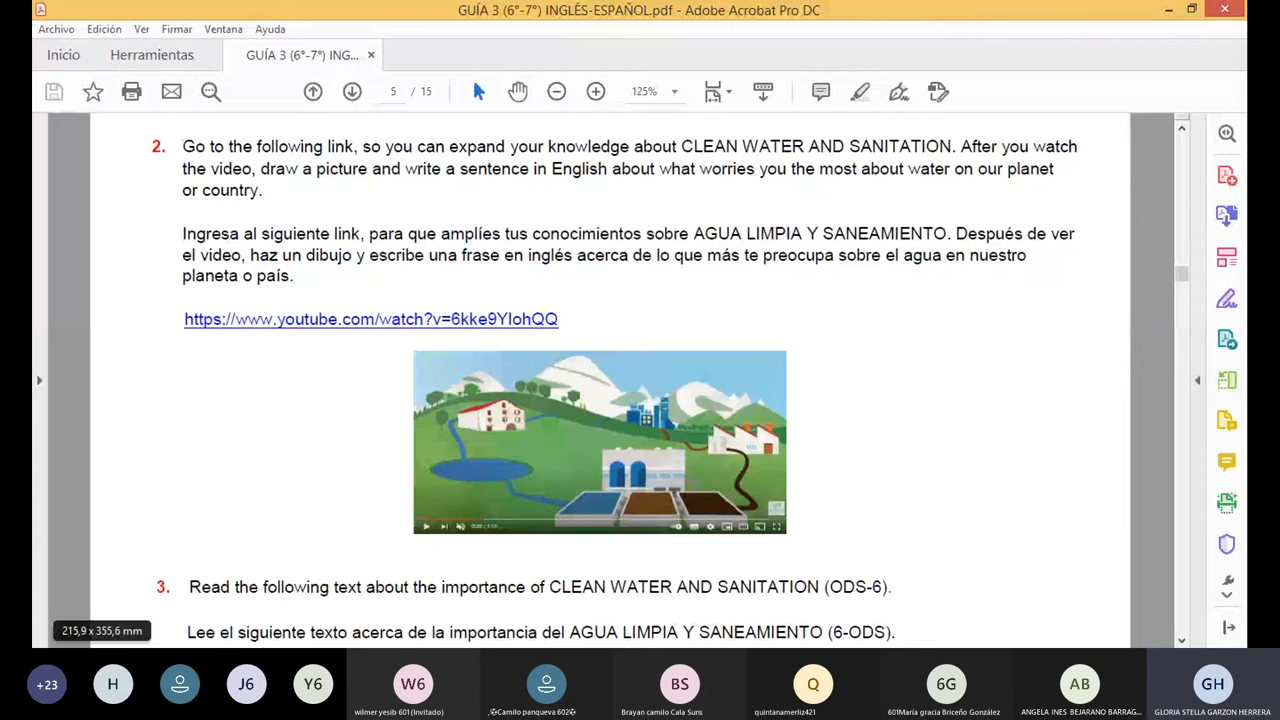 GUÍA 3 (6°-7°) INGLÉS-ESPAÑOL.pdf - Adobe Acrobat Pro DC
Archivo Edición Ver Firmar Ventana Ayuda
Inicio Herramientas GUÍA 3 (6°-7°) ING... ×
5 / 15 125%
2. Go to the following link, so you can expand your knowledge about CLEAN WATER AND SANITATION. After you watch
the video, draw a picture and write a sentence in English about what worries you the most about water on our planet
or country.
Ingresa al siguiente link, para que amplíes tus conocimientos sobre AGUA LIMPIA Y SANEAMIENTO. Después de ver
el video, haz un dibujo y escribe una frase en inglés acerca de lo que más te preocupa sobre el agua en nuestro
planeta o país.
https://www.youtube.com/watch?v=6kke9YIohQQ
3. Read the following text about the importance of CLEAN WATER AND SANITATION (ODS-6).
215,9 x 355,6 mm
Lee el siguiente texto acerca de la importancia del AGUA LIMPIA Y SANEAMIENTO (6-ODS).
+23 H J6 Y6 W6 BS Q 6G AB GH
wilmer yesib 601(Invitado) Camilo panqueva 602 Brayan camilo Cala Suns quintanamerliz421 601María gracia Briceño González ANGELA INES BEJARANO BARRAG... GLORIA STELLA GARZON HERRERA